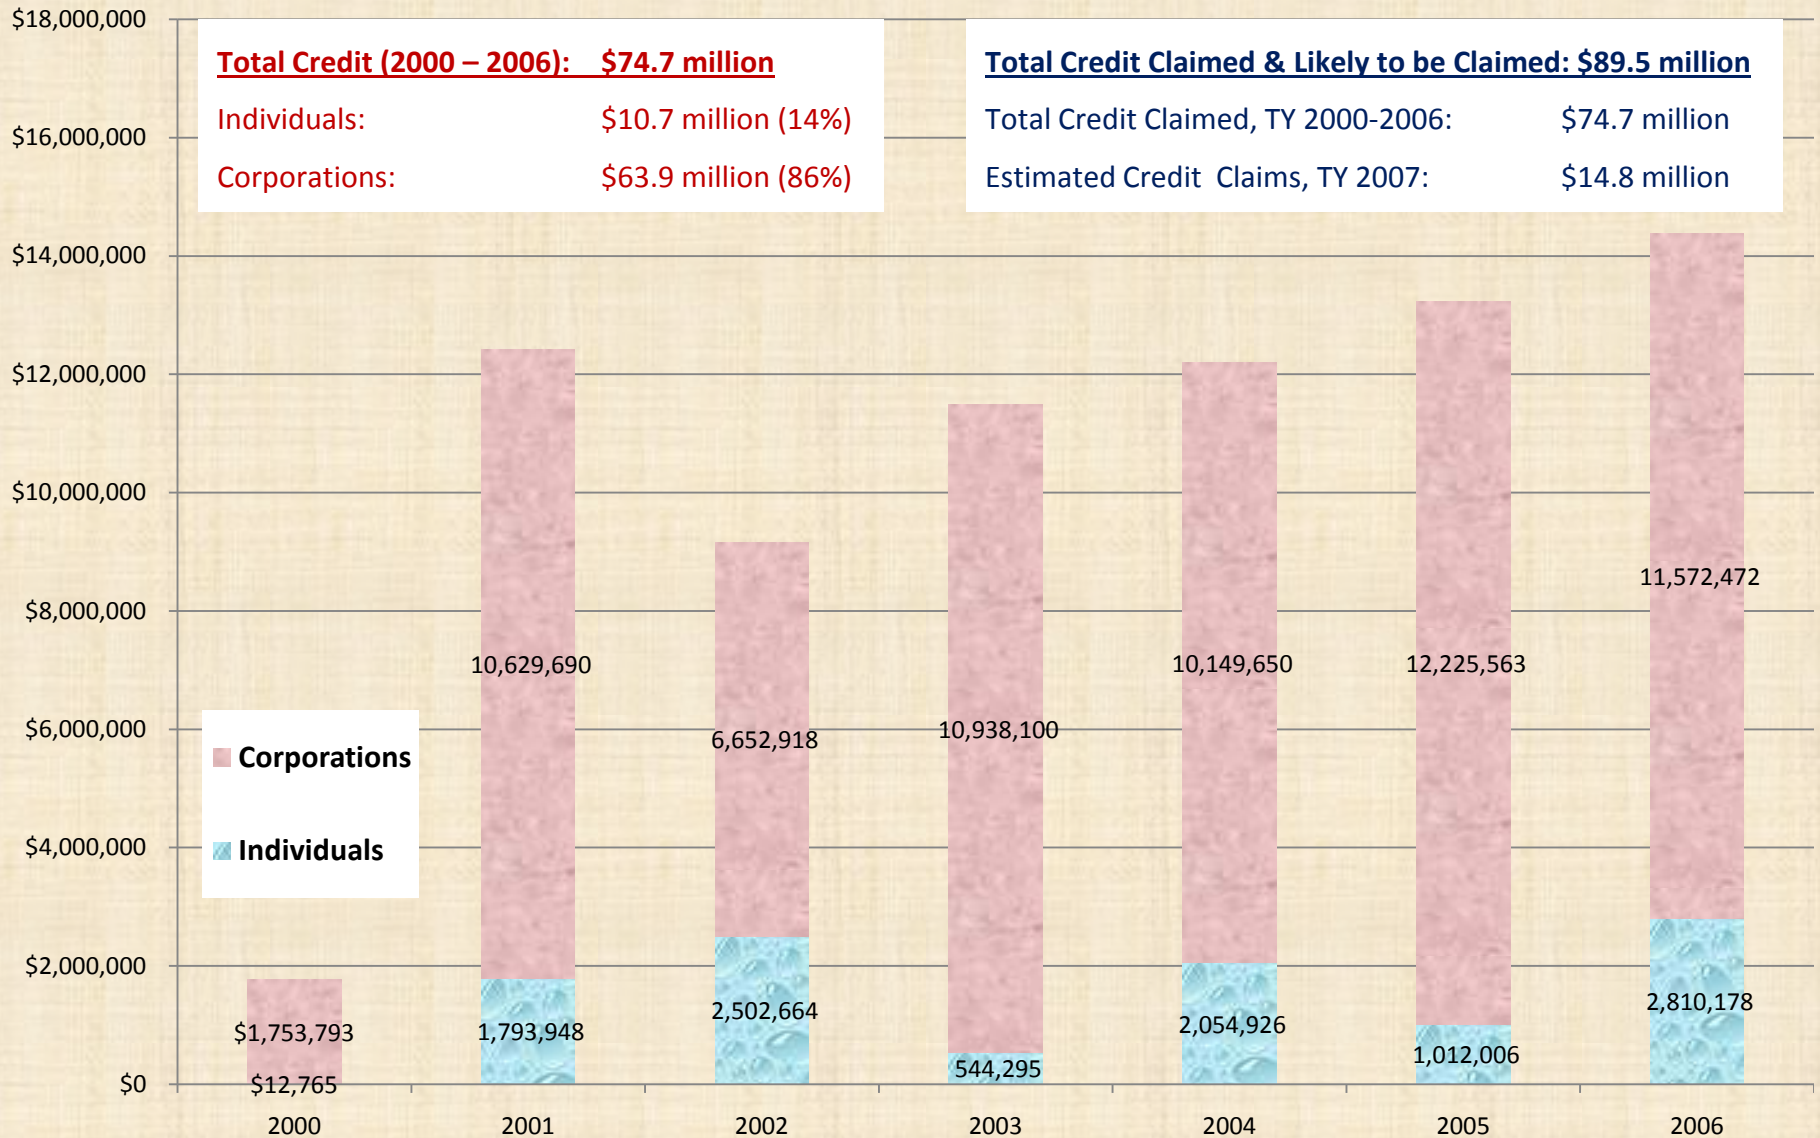 $18,000,000
$16,000,000
$14,000,000
$12,000,000
$10,000,000
$8,000,000
$6,000,000
$4,000,000
$2,000,000
$0
Total Credit (2000 – 2006): $74.7 million
Individuals: $10.7 million (14%)
Corporations: $63.9 million (86%)
Total Credit Claimed & Likely to be Claimed: $89.5 million
Total Credit Claimed, TY 2000-2006: $74.7 million
Estimated Credit Claims, TY 2007: $14.8 million
Corporations
Individuals
$1,753,793
$12,765
10,629,690
1,793,948
6,652,918
2,502,664
10,938,100
544,295
10,149,650
2,054,926
12,225,563
1,012,006
11,572,472
2,810,178
2000 2001 2002 2003 2004 2005 2006